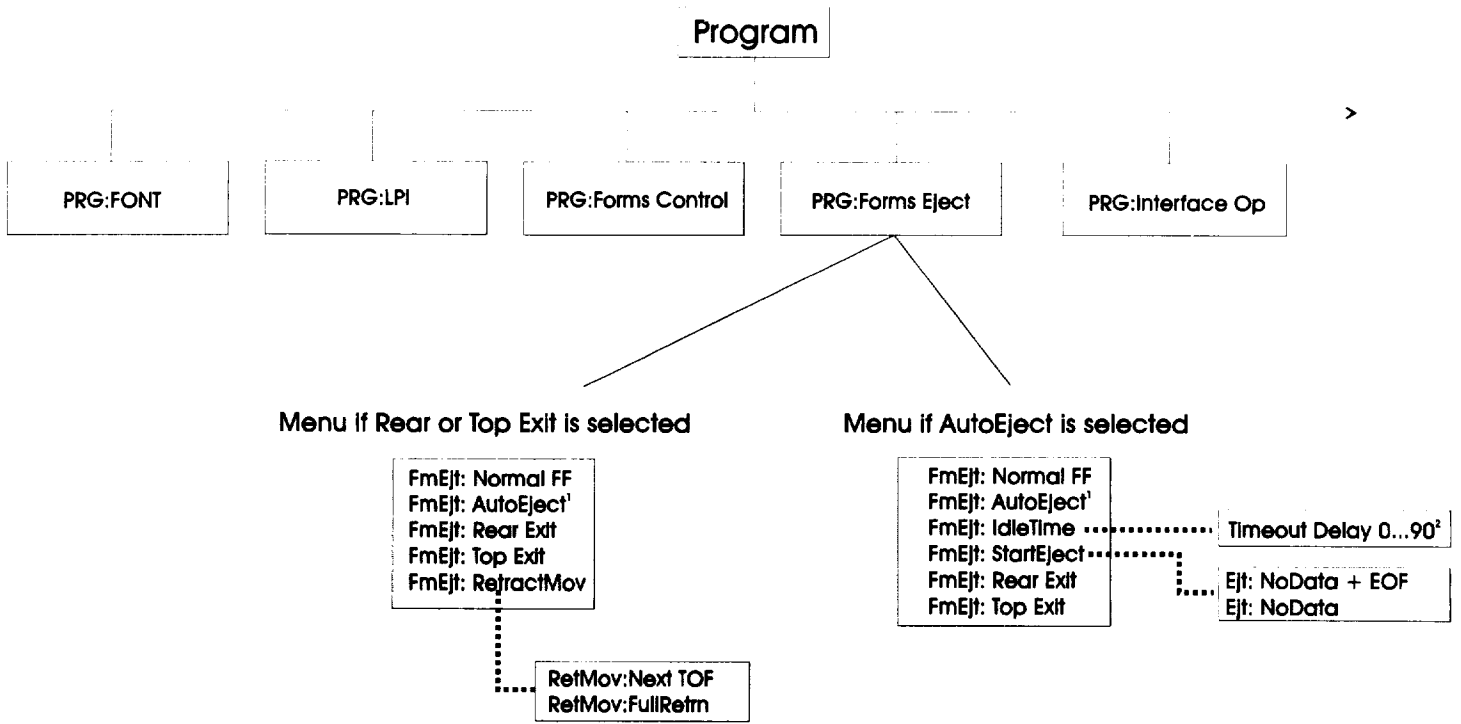 Program
>
PRG:FONT
PRG:LPI
PRG:Forms Control
PRG:Forms Eject
PRG:Interface Op
Menu if Rear or Top Exit is selected
FmEjt: Normal FF
FmEjt: AutoEject¹
FmEjt: Rear Exit
FmEjt: Top Exit
FmEjt: RetractMov
RetMov:Next TOF
RetMov:FullRetrn
Menu if AutoEject is selected
FmEjt: Normal FF
FmEjt: AutoEject¹
FmEjt: IdleTime
FmEjt: StartEject
FmEjt: Rear Exit
FmEjt: Top Exit
Timeout Delay 0...90²
Ejt: NoData + EOF
Ejt: NoData